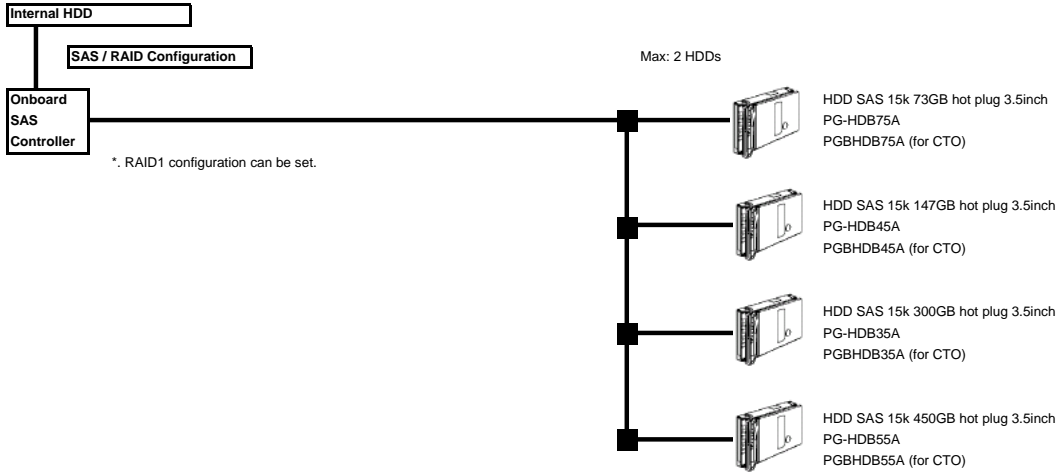 Internal HDD
SAS / RAID Configuration
Max: 2 HDDs
Onboard
SAS
Controller
*. RAID1 configuration can be set.
HDD SAS 15k 73GB hot plug 3.5inch
PG-HDB75A
PGBHDB75A (for CTO)
HDD SAS 15k 147GB hot plug 3.5inch
PG-HDB45A
PGBHDB45A (for CTO)
HDD SAS 15k 300GB hot plug 3.5inch
PG-HDB35A
PGBHDB35A (for CTO)
HDD SAS 15k 450GB hot plug 3.5inch
PG-HDB55A
PGBHDB55A (for CTO)